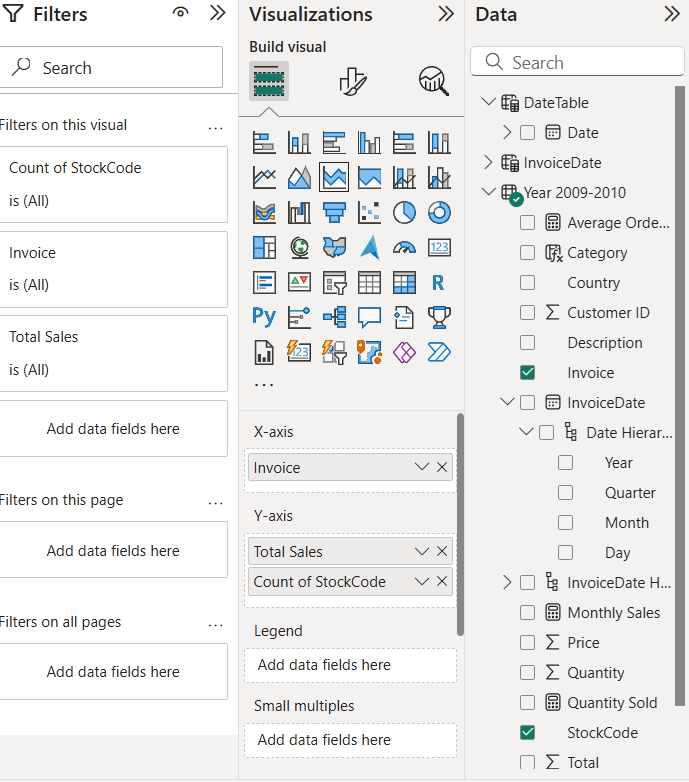 Filters
Search
Filters on this visual
...
Count of StockCode
is (All)
Invoice
is (All)
Total Sales
is (All)
Add data fields here
Filters on this page
...
Add data fields here
Filters on all pages
...
Add data fields here
Visualizations
Build visual
123
R
Py
123
...
X-axis
Invoice
Y-axis
Total Sales
Count of StockCode
Legend
Add data fields here
Small multiples
Add data fields here
Data
Search
DateTable
Date
InvoiceDate
Year 2009-2010
Average Orde...
Category
Country
Customer ID
Description
Invoice
InvoiceDate
Date Hierar...
Year
Quarter
Month
Day
InvoiceDate H...
Monthly Sales
Price
Quantity
Quantity Sold
StockCode
Total